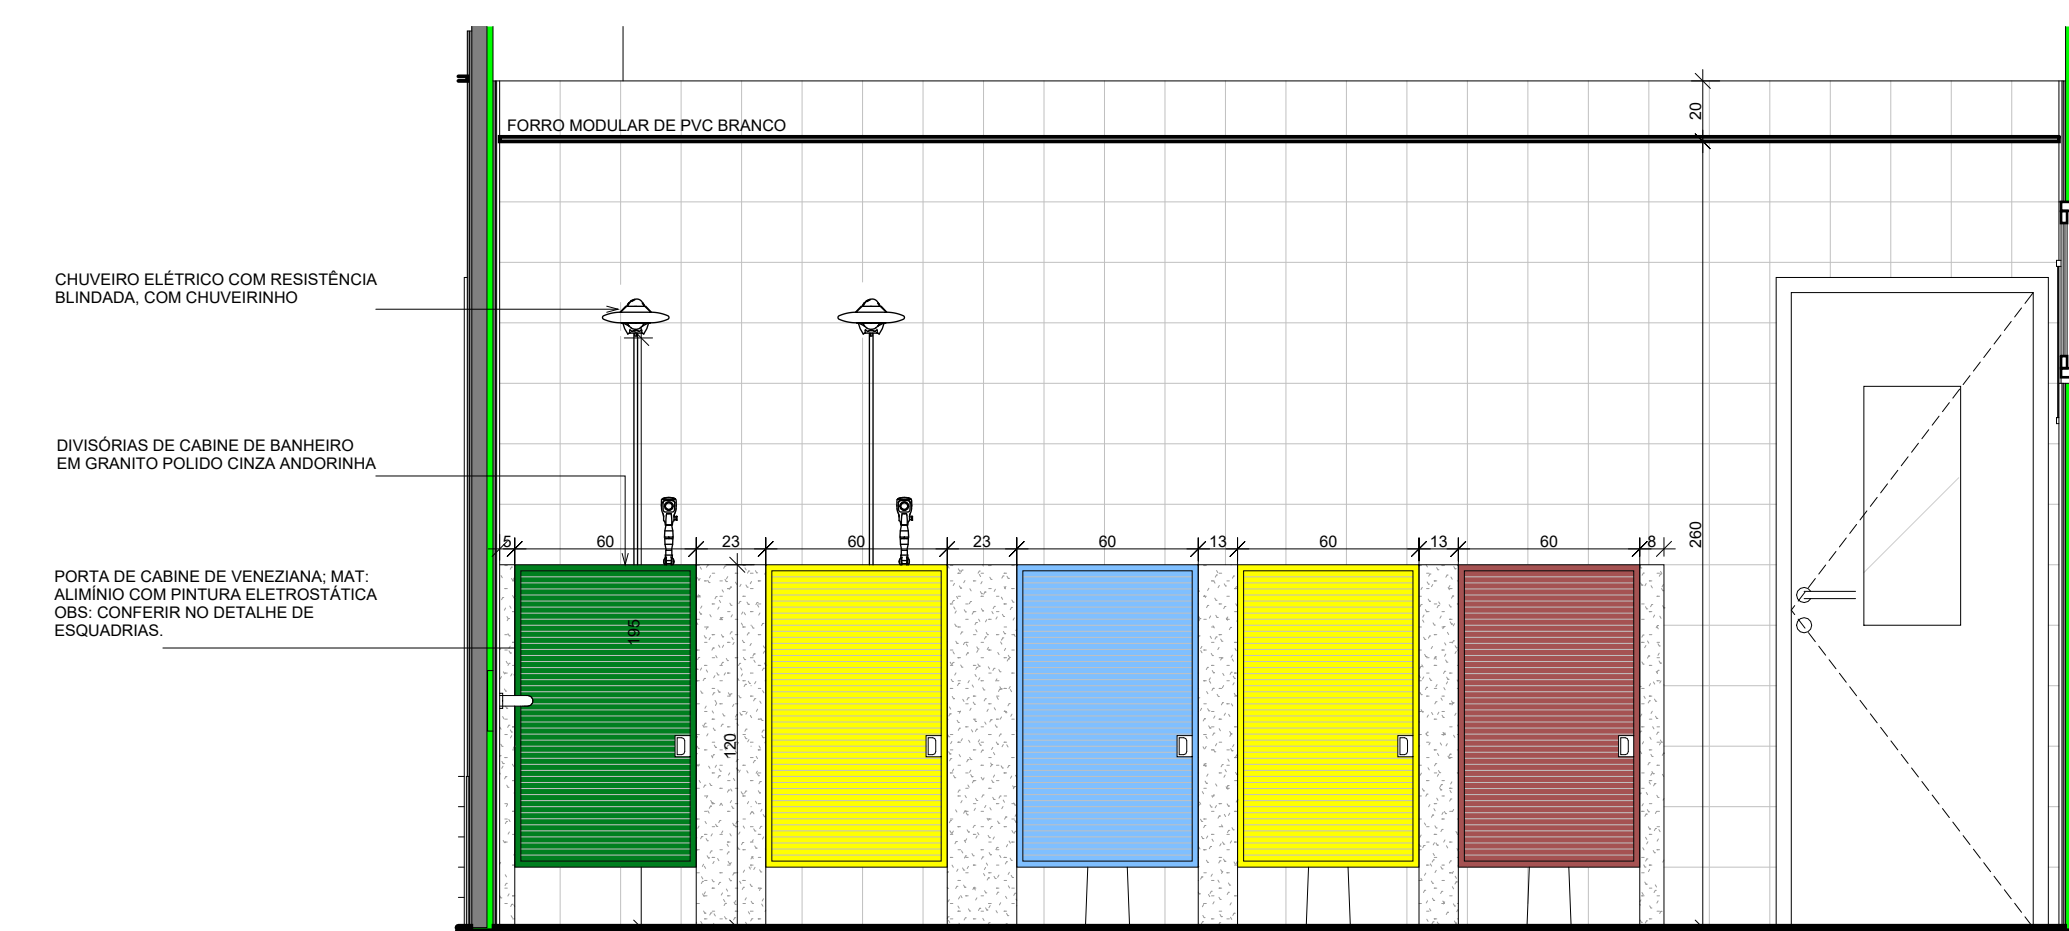 20
FORRO MODULAR DE PVC BRANCO
CHUVEIRO ELÉTRICO COM RESISTÊNCIA
BLINDADA, COM CHUVEIRINHO
DIVISÓRIAS DE CABINE DE BANHEIRO
EM GRANITO POLIDO CINZA ANDORINHA
5 60 23 60 23 60 13 60 13 60 8
260
PORTA DE CABINE DE VENEZIANA; MAT:
ALIMÍNIO COM PINTURA ELETROSTÁTICA
OBS: CONFERIR NO DETALHE DE
ESQUADRIAS.
195
120